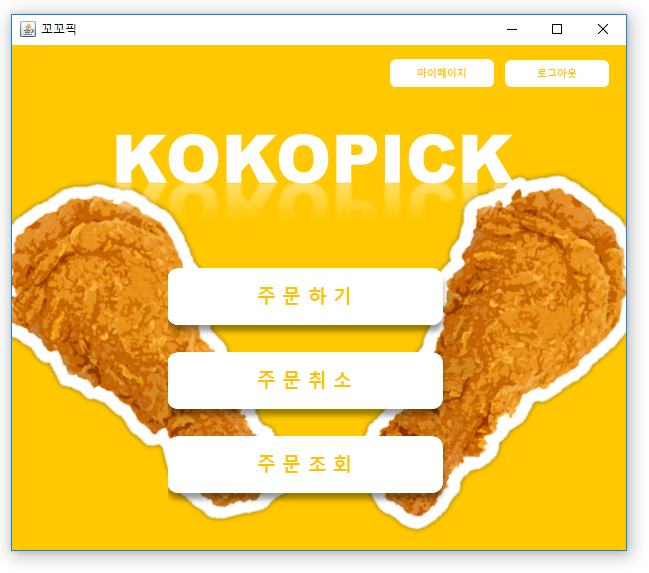 꼬꼬픽
마이페이지 로그아웃
KOKOPICK
주 문 하 기
주 문 취 소
주 문 조 회